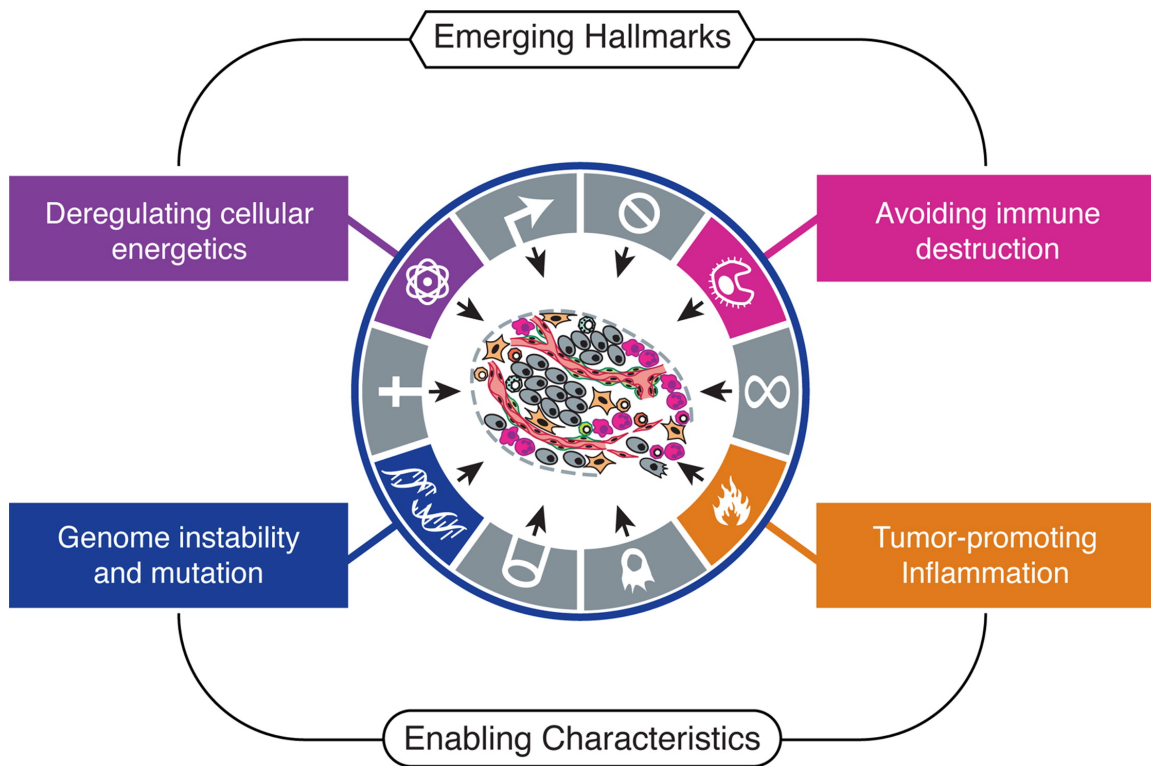 Emerging Hallmarks
Deregulating cellular
energetics
Avoiding immune
destruction
Genome instability
and mutation
Tumor-promoting
Inflammation
Enabling Characteristics